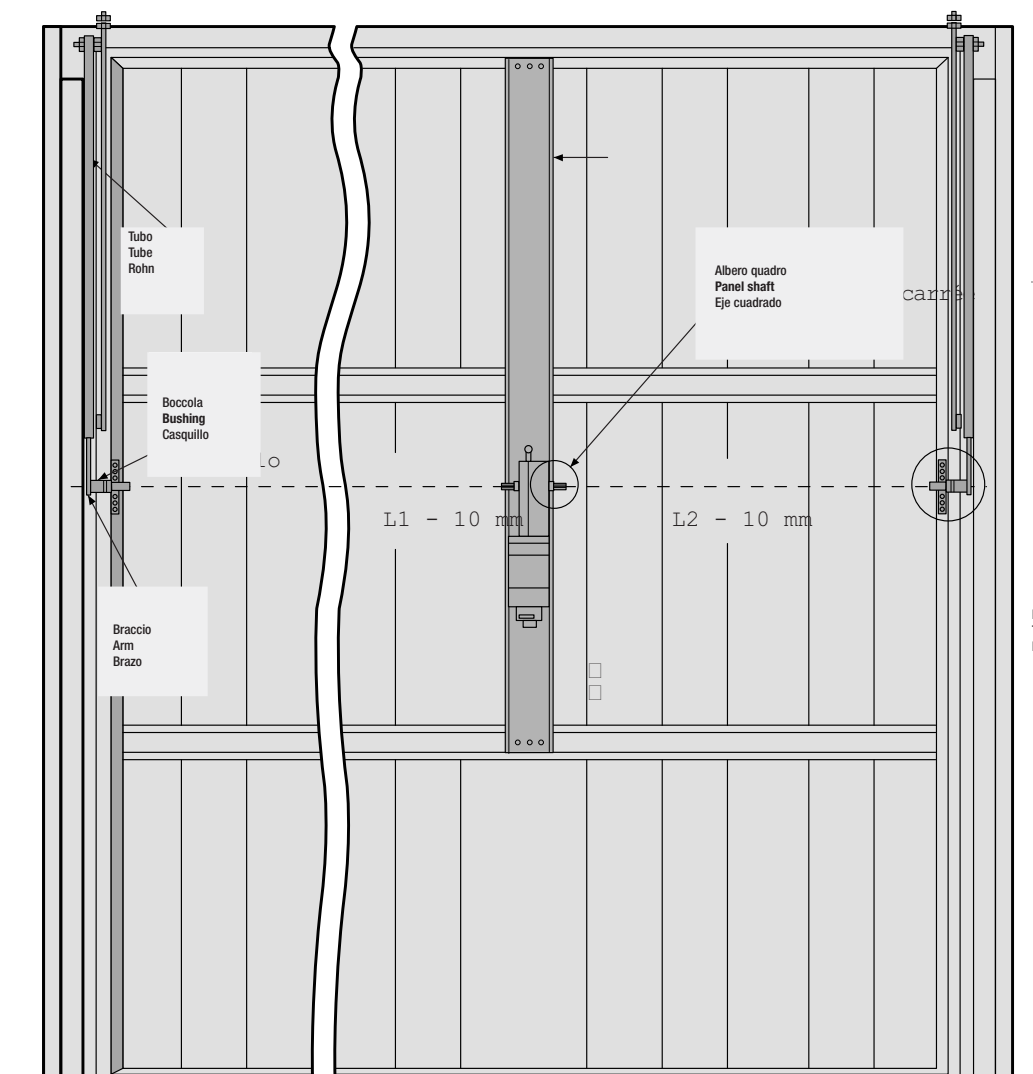 Tubo
Tube
Rohn
Albero quadro
Panel shaft
Eje cuadrado
carré
Boccola
Bushing
Casquillo
L1 - 10 mm
L2 - 10 mm
Braccio
Arm
Brazo